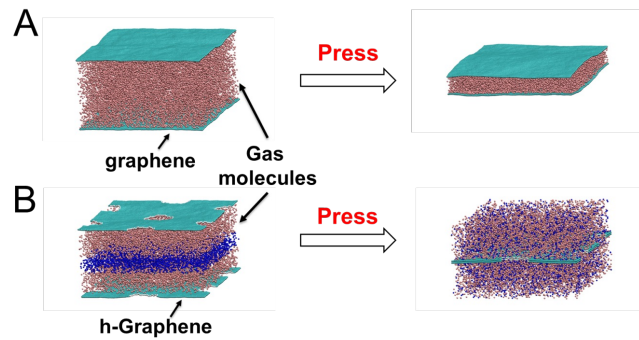 A
Press
graphene
Gas
molecules
B
Press
h-Graphene